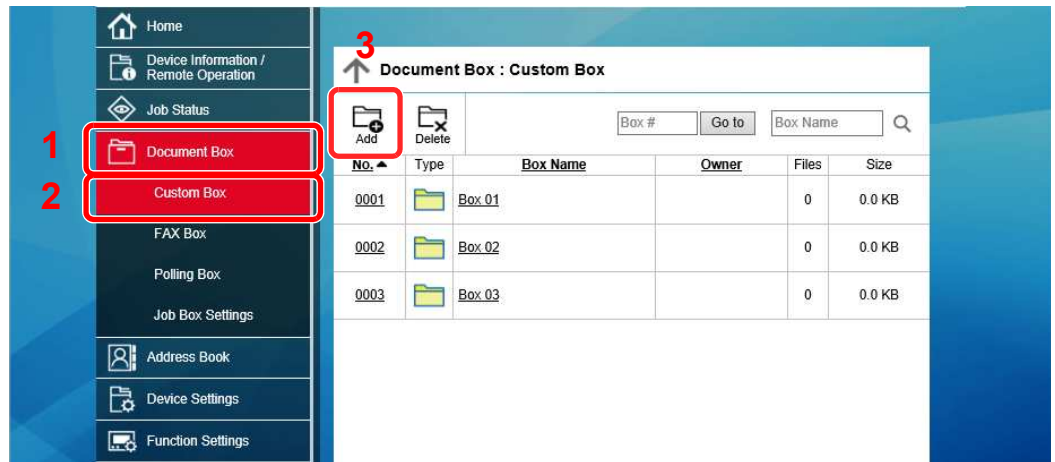 Home
Device Information /
Remote Operation
Job Status
1
Document Box
2
Custom Box
FAX Box
Polling Box
Job Box Settings
Address Book
Device Settings
Function Settings
3
Document Box : Custom Box
Add
Delete
Box #
Go to
Box Name
No. Type Box Name Owner Files Size
0001 Box 01 0 0.0 KB
0002 Box 02 0 0.0 KB
0003 Box 03 0 0.0 KB